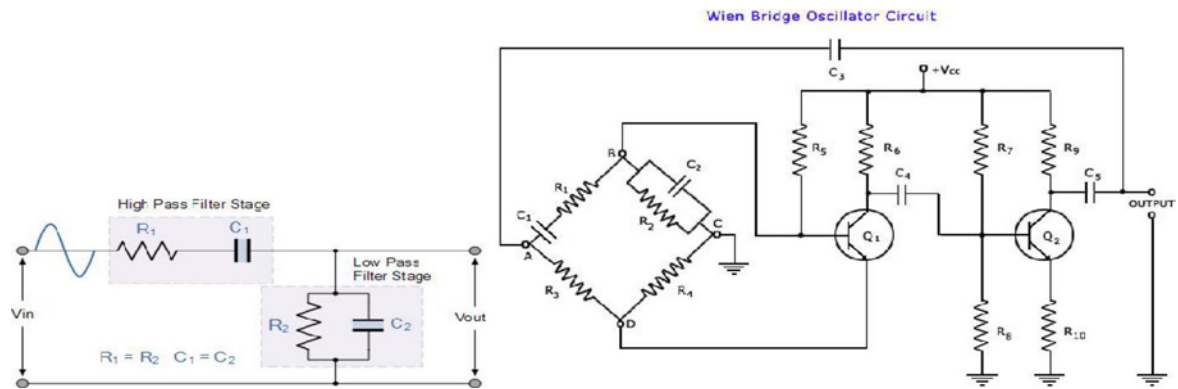 Wien Bridge Oscillator Circuit
High Pass Filter Stage
R1 C1
Low Pass
Filter Stage
Vin
R2 C2
Vout
R1 = R2 C1 = C2
C3
+Vcc
R5
R6
R7
R9
B
C2
R1
C1
R2
C
A
R3
R4
D
C4
C5
OUTPUT
Q1
Q2
R8
R10